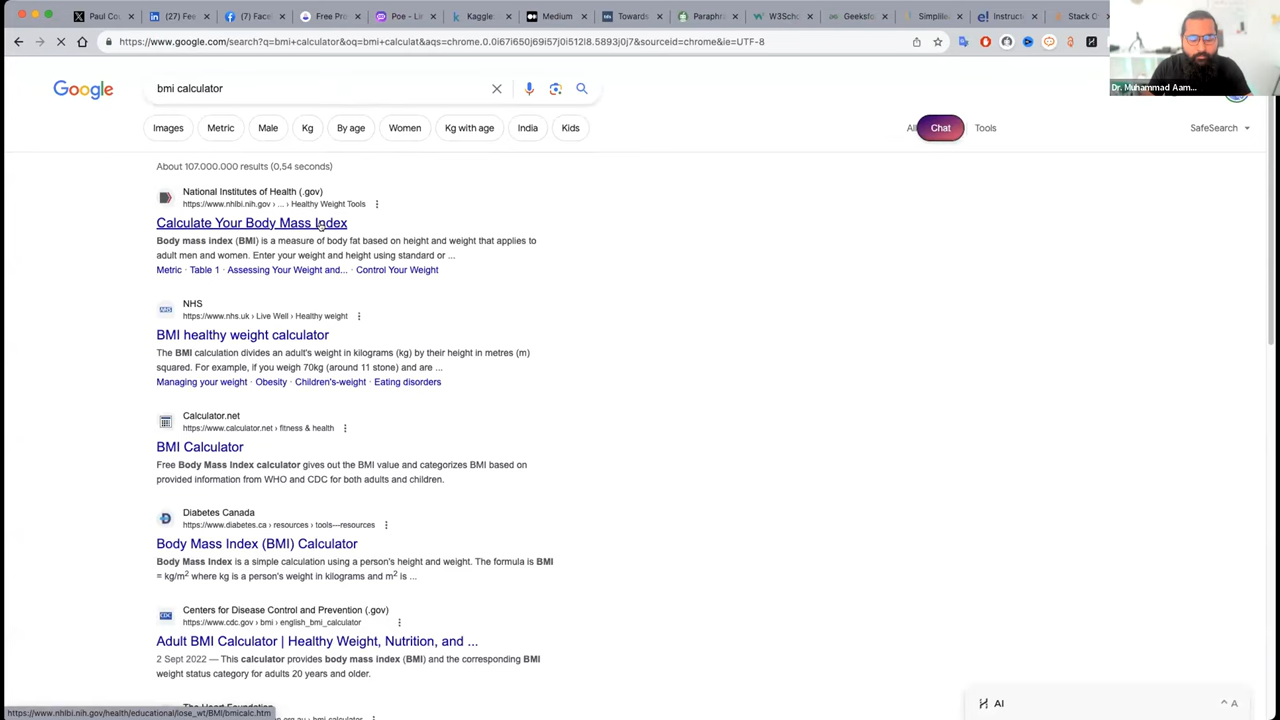 Paul Cou
(7) Fee
(2) Face
Free Pro
Poe - Li
Kaggle:
Medium
Towards
Paraphra
W3Scho
Geeksfo
Simplile
Instruct
Stack O
https://www.google.com/search?q=bmi+calculator&oq=bmi+calculat&aqs=chrome.0.0i67i650j69i57j0i512l8.5893j0j7&sourceid=chrome&ie=UTF-8
Dr. Muhammad Aam...
Google
bmi calculator
Images
Metric
Male
Kg
By age
Women
Kg with age
India
Kids
All
Chat
Tools
SafeSearch
About 107.000.000 results (0,54 seconds)
National Institutes of Health (.gov)
https://www.nhlbi.nih.gov › ... › Healthy Weight Tools
Calculate Your Body Mass Index
Body mass index (BMI) is a measure of body fat based on height and weight that applies to
adult men and women. Enter your weight and height using standard or ...
Metric · Table 1 · Assessing Your Weight and... · Control Your Weight
NHS
https://www.nhs.uk › Live Well › Healthy weight
BMI healthy weight calculator
The BMI calculation divides an adult's weight in kilograms (kg) by their height in metres (m)
squared. For example, if you weigh 70kg (around 11 stone) and are ...
Managing your weight · Obesity · Children's-weight · Eating disorders
Calculator.net
https://www.calculator.net › fitness & health
BMI Calculator
Free Body Mass Index calculator gives out the BMI value and categorizes BMI based on
provided information from WHO and CDC for both adults and children.
Diabetes Canada
https://www.diabetes.ca › resources › tools---resources
Body Mass Index (BMI) Calculator
Body Mass Index is a simple calculation using a person's height and weight. The formula is BMI
= kg/m2 where kg is a person's weight in kilograms and m2 is ...
Centers for Disease Control and Prevention (.gov)
https://www.cdc.gov › bmi › english_bmi_calculator
Adult BMI Calculator | Healthy Weight, Nutrition, and ...
2 Sept 2022 — This calculator provides body mass index (BMI) and the corresponding BMI
weight status category for adults 20 years and older.
The Heart Foundation
https://www.nhlbi.nih.gov/health/educational/lose_wt/BMI/bmicalc.htm
AI
A